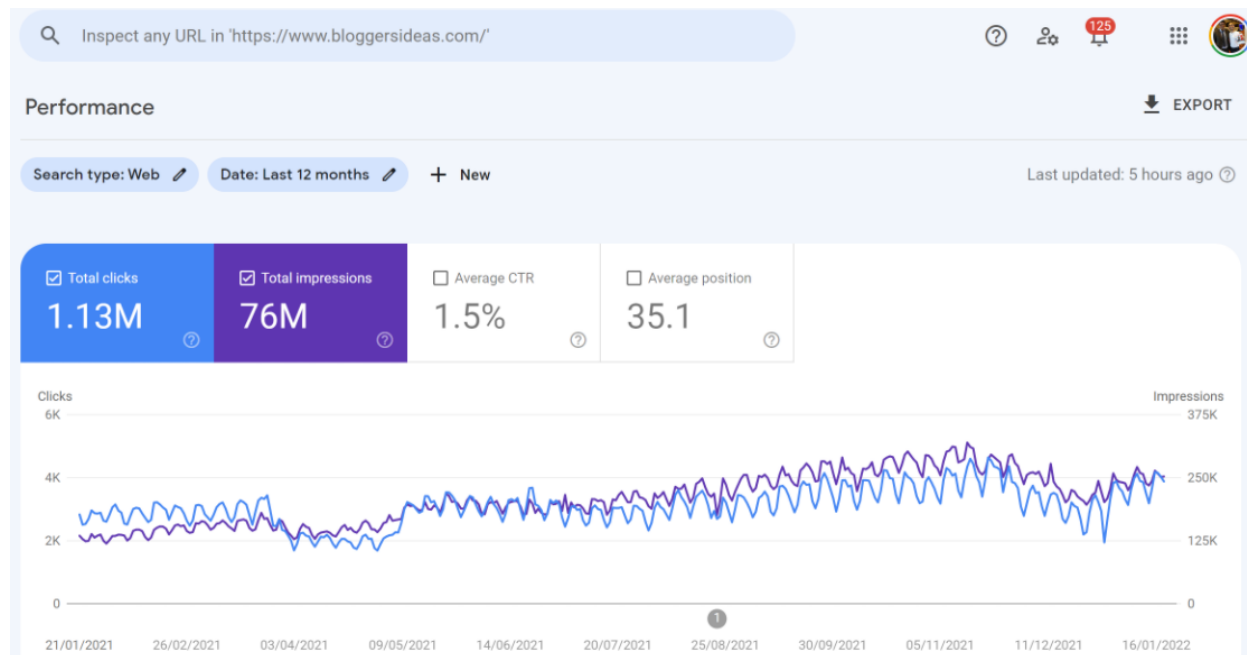 Inspect any URL in 'https://www.bloggersideas.com/'
125
Performance
EXPORT
Search type: Web
Date: Last 12 months
+ New
Last updated: 5 hours ago
Total clicks
1.13M
Total impressions
76M
Average CTR
1.5%
Average position
35.1
Clicks
Impressions
6K
375K
4K
250K
2K
125K
0
0
1
21/01/2021 26/02/2021 03/04/2021 09/05/2021 14/06/2021 20/07/2021 25/08/2021 30/09/2021 05/11/2021 11/12/2021 16/01/2022